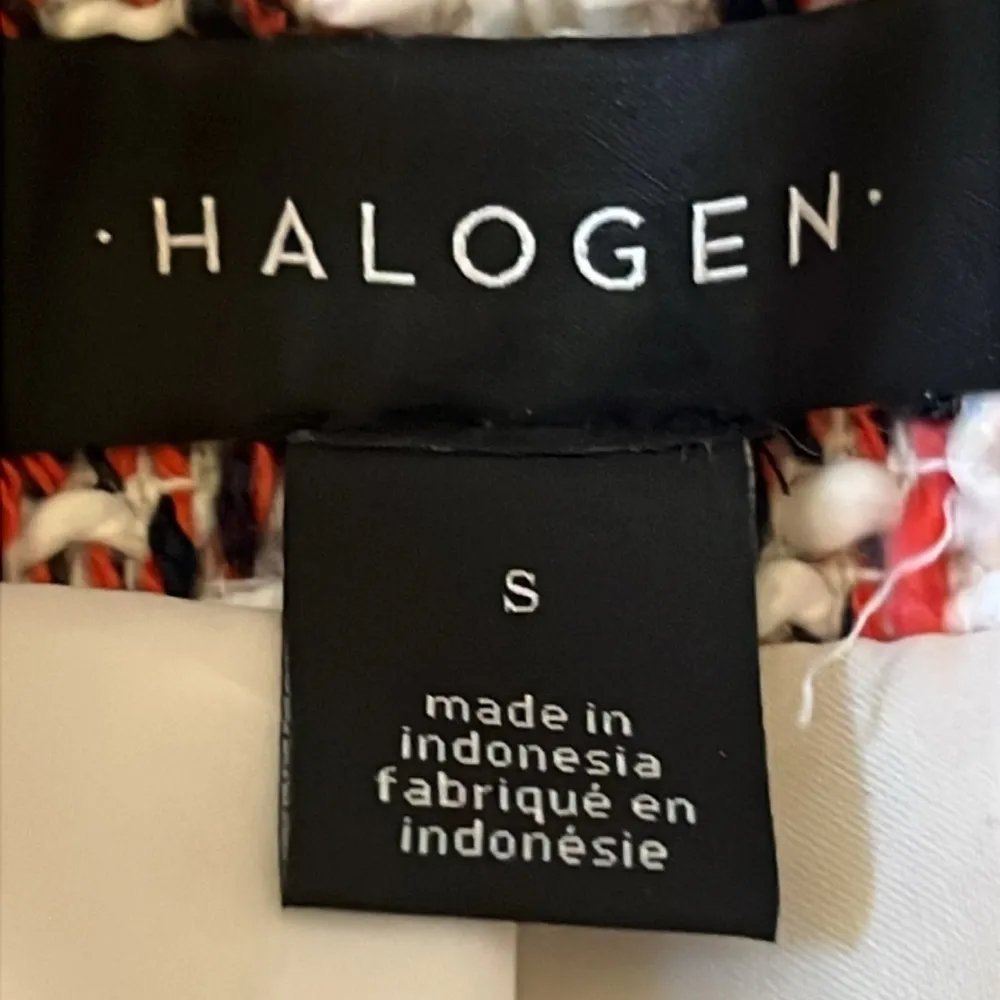 · HALOGEN ·
S
made in
indonesia
fabriqué en
indonésie